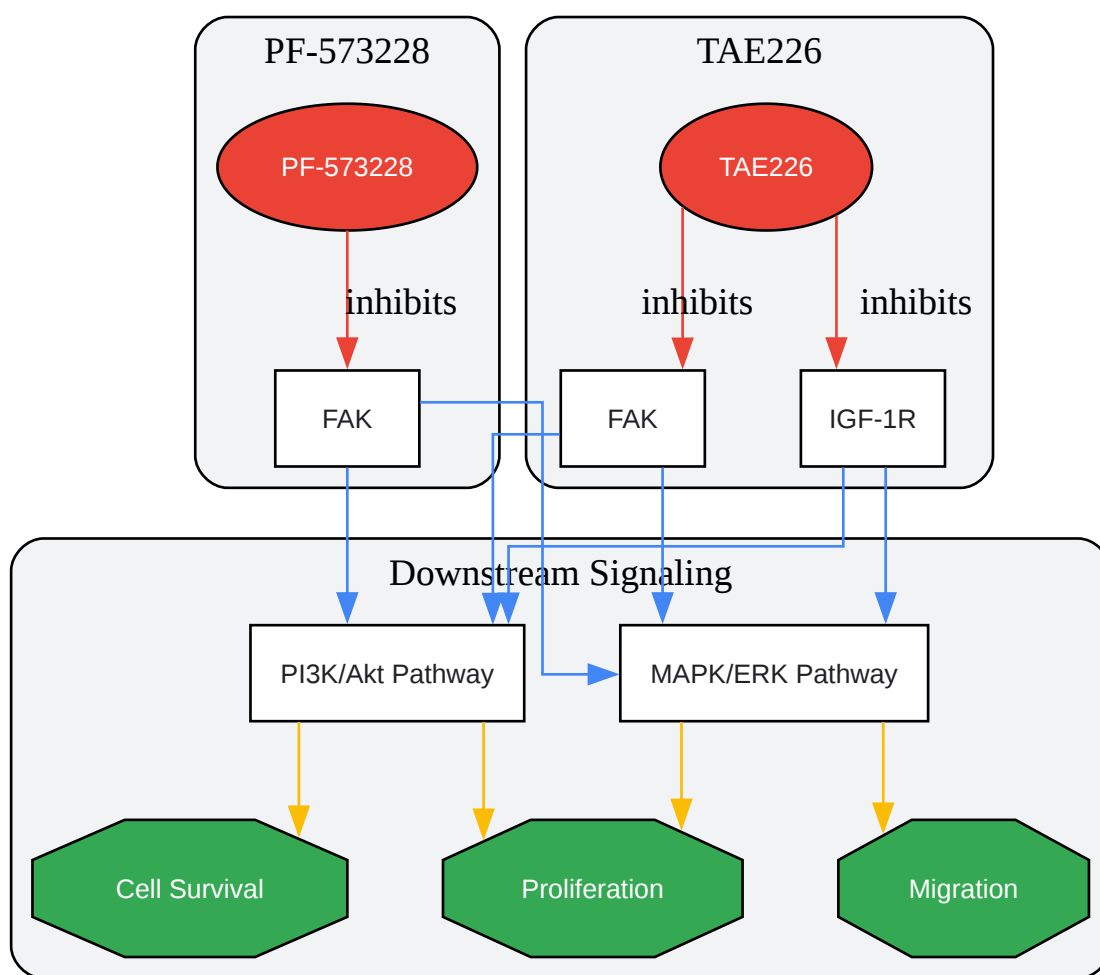 PF-573228
TAE226
PF-573228
TAE226
inhibits
inhibits
inhibits
FAK
FAK
IGF-1R
Downstream Signaling
PI3K/Akt Pathway
MAPK/ERK Pathway
Cell Survival
Proliferation
Migration